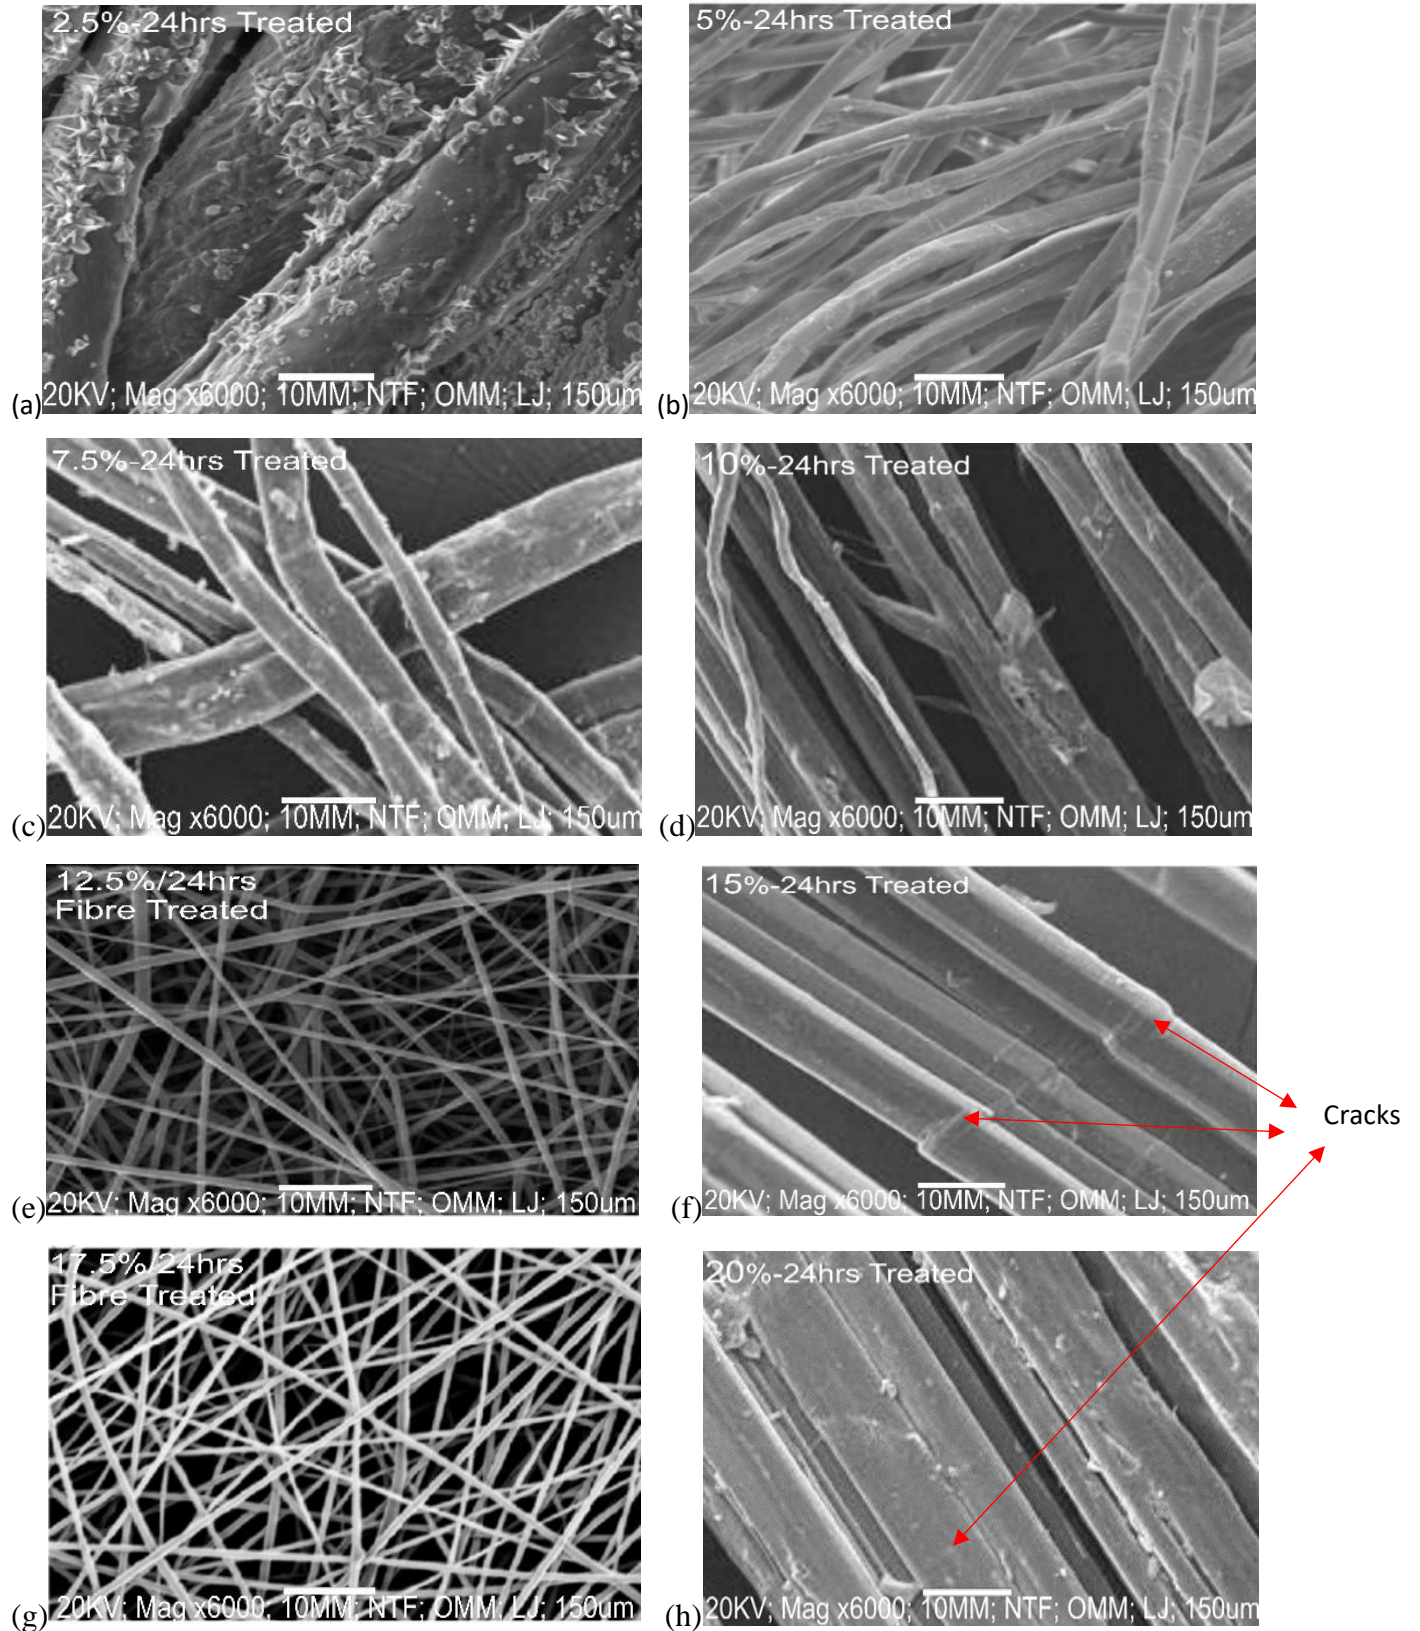 2.5%-24hrs Treated
20KV; Mag x6000; 10MM; NTF; OMM; LJ; 150um
(a)
5%-24hrs Treated
20KV; Mag x6000; 10MM; NTF; OMM; LJ; 150um
(b)
7.5%-24hrs Treated
20KV; Mag x6000; 10MM; NTF; OMM; LJ; 150um
(c)
10%-24hrs Treated
20KV; Mag x6000; 10MM; NTF; OMM; LJ; 150um
(d)
12.5%/24hrs
Fibre Treated
20KV; Mag x6000; 10MM; NTF; OMM; LJ; 150um
(e)
15%-24hrs Treated
20KV; Mag x6000; 10MM; NTF; OMM; LJ; 150um
(f)
Cracks
17.5%/24hrs
Fibre Treated
20KV; Mag x6000; 10MM; NTF; OMM; LJ; 150um
(g)
20%-24hrs Treated
20KV; Mag x6000; 10MM; NTF; OMM; LJ; 150um
(h)